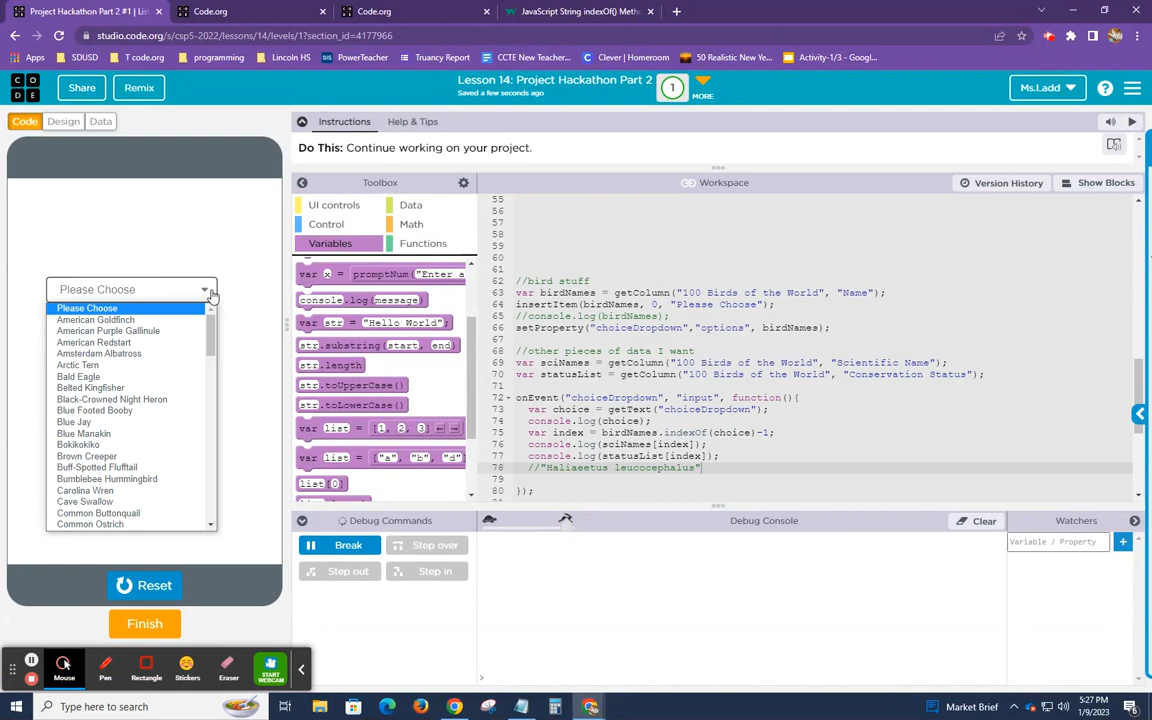 Project Hackathon Part 2 #1 | Lis
Code.org
Code.org
JavaScript String indexOf() Meth
studio.code.org/s/csp5-2022/lessons/14/levels/1?section_id=4177966
Apps
SDUSD
T code.org
programming
Lincoln HS
PowerTeacher
Truancy Report
CCTE New Teacher...
Clever | Homeroom
50 Realistic New Ye...
Activity-1/3 — Googl...
C O
D E
Share
Remix
Lesson 14: Project Hackathon Part 2
Saved a few seconds ago
1
MORE
Ms.Ladd
Code
Design
Data
Instructions
Help & Tips
Do This: Continue working on your project.
Toolbox
Workspace
Version History
Show Blocks
UI controls
Data
Control
Math
Variables
Functions
var x = promptNum("Enter a
console.log(message)
var str = "Hello World";
str.substring(start, end)
str.length
str.toUpperCase()
str.toLowerCase()
var list = [1, 2, 3]
var list = ["a", "b", "d"]
list[0]
55
56
57
58
59
60
61
62 //bird stuff
63 var birdNames = getColumn("100 Birds of the World", "Name");
64 insertItem(birdNames, 0, "Please Choose");
65 //console.log(birdNames);
66 setProperty("choiceDropdown","options", birdNames);
67
68 //other pieces of data I want
69 var sciNames = getColumn("100 Birds of the World", "Scientific Name");
70 var statusList = getColumn("100 Birds of the World", "Conservation Status");
71
72 onEvent("choiceDropdown", "input", function(){
73 var choice = getText("choiceDropdown");
74 console.log(choice);
75 var index = birdNames.indexOf(choice)-1;
76 console.log(sciNames[index]);
77 console.log(statusList[index]);
78 //"Haliaeetus leucocephalus"
79
80 });
Please Choose
Please Choose
American Goldfinch
American Purple Gallinule
American Redstart
Amsterdam Albatross
Arctic Tern
Bald Eagle
Belted Kingfisher
Black-Crowned Night Heron
Blue Footed Booby
Blue Jay
Blue Manakin
Bokikokiko
Brown Creeper
Buff-Spotted Flufftail
Bumblebee Hummingbird
Carolina Wren
Cave Swallow
Common Buttonquail
Common Ostrich
Reset
Finish
Debug Commands
Debug Console
Clear
Watchers
Break
Step over
Step out
Step in
Variable / Property
>
Mouse
Pen
Rectangle
Stickers
Eraser
START
WEBCAM
Type here to search
Market Brief
5:27 PM
1/9/2023
6